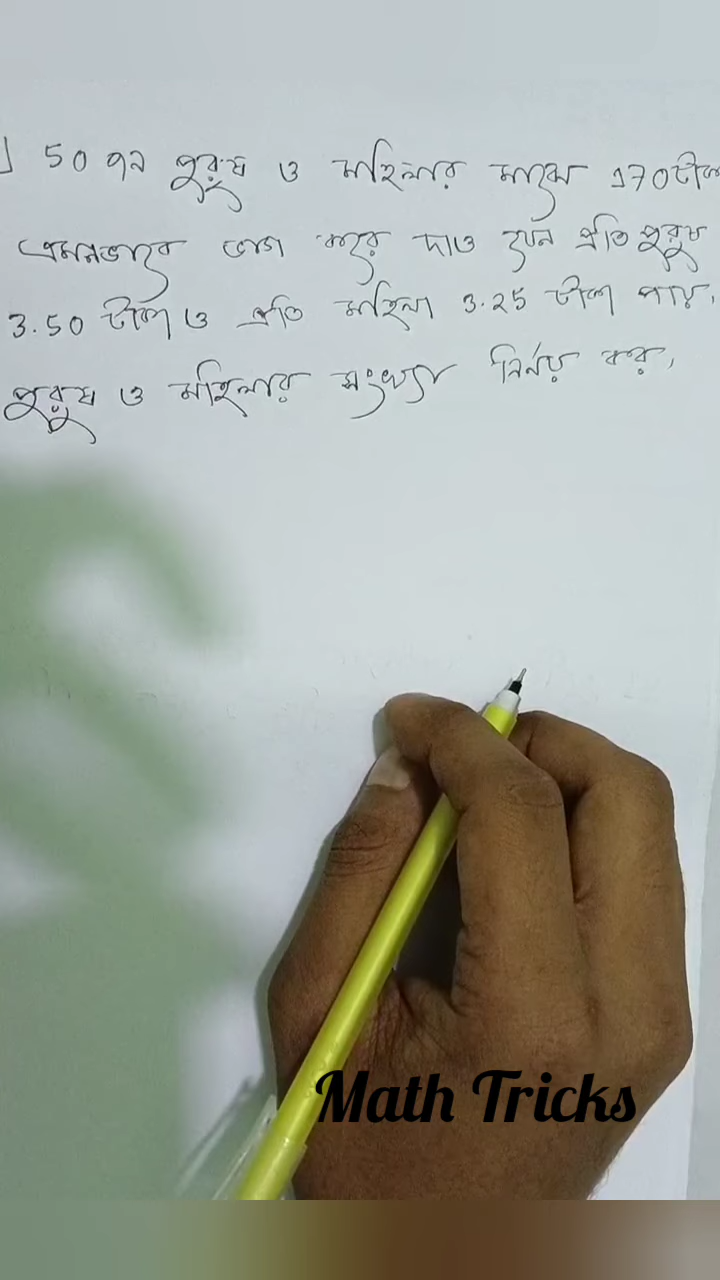 50 জন পুরুষ ও মহিলার মাঝে 170 টাকা
এমনভাবে ভাগ করে দাও যেন প্রতি পুরুষ
3.50 টাকা ও প্রতি মহিলা 3.25 টাকা পায়,
পুরুষ ও মহিলার সংখ্যা নির্ণয় কর,
Math Tricks